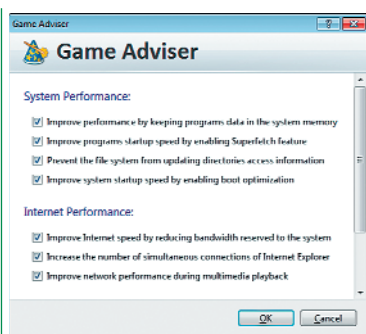 Game Adviser
Game Adviser
System Performance:
Improve performance by keeping programs data in the system memory
Improve programs startup speed by enabling Superfetch feature
Prevent the file system from updating directories access information
Improve system startup speed by enabling boot optimization
Internet Performance:
Improve Internet speed by reducing bandwidth reserved to the system
Increase the number of simultaneous connections of Internet Explorer
Improve network performance during multimedia playback
OK Cancel